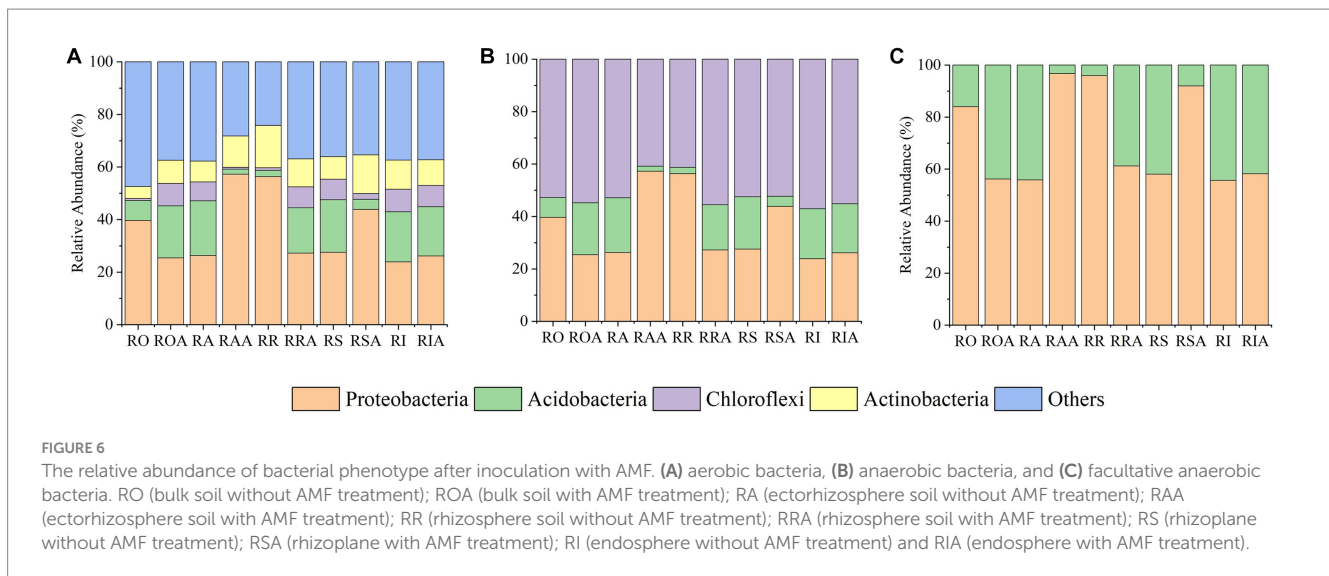 A
B
C
100
80
60
40
20
0
Relative Abundance (%)
RO ROA RA RAA RR RRA RS RSA RI RIA
100
80
60
40
20
0
Relative Abundance (%)
RO ROA RA RAA RR RRA RS RSA RI RIA
100
80
60
40
20
0
Relative Abundance (%)
RO ROA RA RAA RR RRA RS RSA RI RIA
Proteobacteria Acidobacteria Chloroflexi Actinobacteria Others
FIGURE 6
The relative abundance of bacterial phenotype after inoculation with AMF. (A) aerobic bacteria, (B) anaerobic bacteria, and (C) facultative anaerobic
bacteria. RO (bulk soil without AMF treatment); ROA (bulk soil with AMF treatment); RA (ectorhizosphere soil without AMF treatment); RAA
(ectorhizosphere soil with AMF treatment); RR (rhizosphere soil without AMF treatment); RRA (rhizosphere soil with AMF treatment); RS (rhizoplane
without AMF treatment); RSA (rhizoplane with AMF treatment); RI (endosphere without AMF treatment) and RIA (endosphere with AMF treatment).